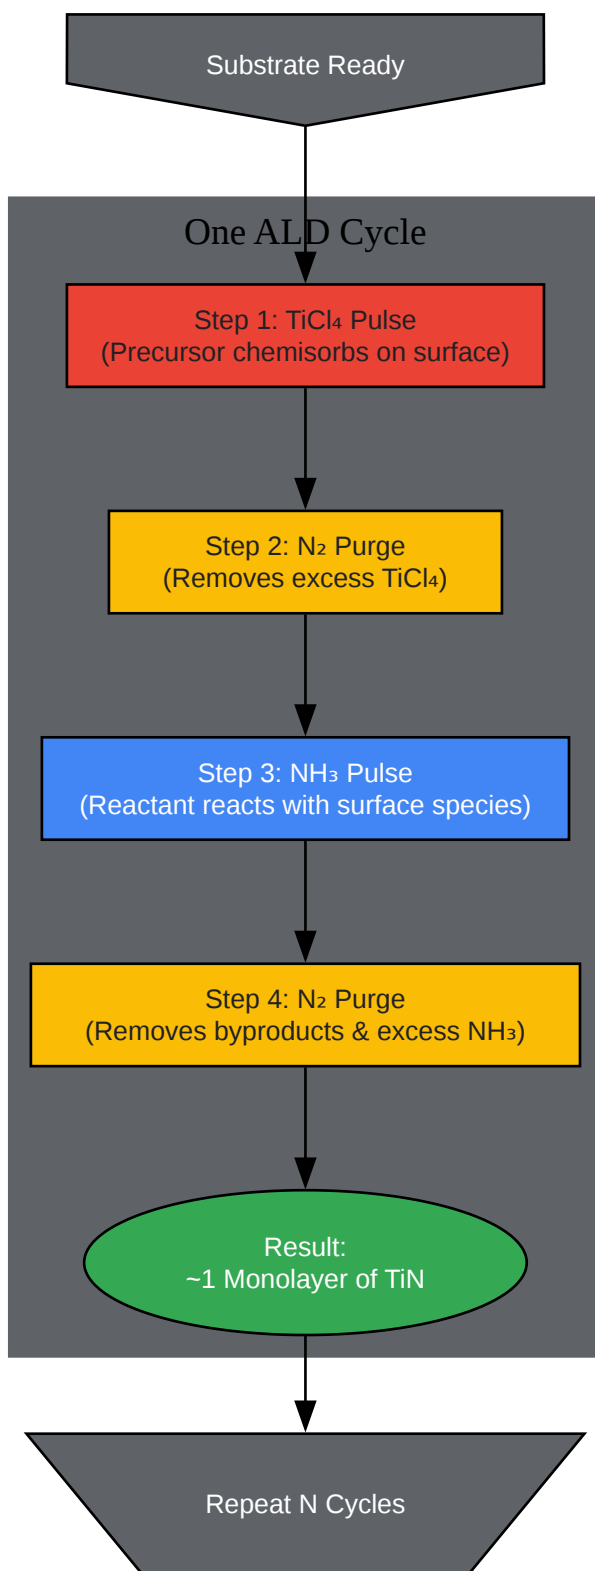 Substrate Ready
One ALD Cycle
Step 1: TiCl₄ Pulse
(Precursor chemisorbs on surface)
Step 2: N₂ Purge
(Removes excess TiCl₄)
Step 3: NH₃ Pulse
(Reactant reacts with surface species)
Step 4: N₂ Purge
(Removes byproducts & excess NH₃)
Result:
~1 Monolayer of TiN
Repeat N Cycles